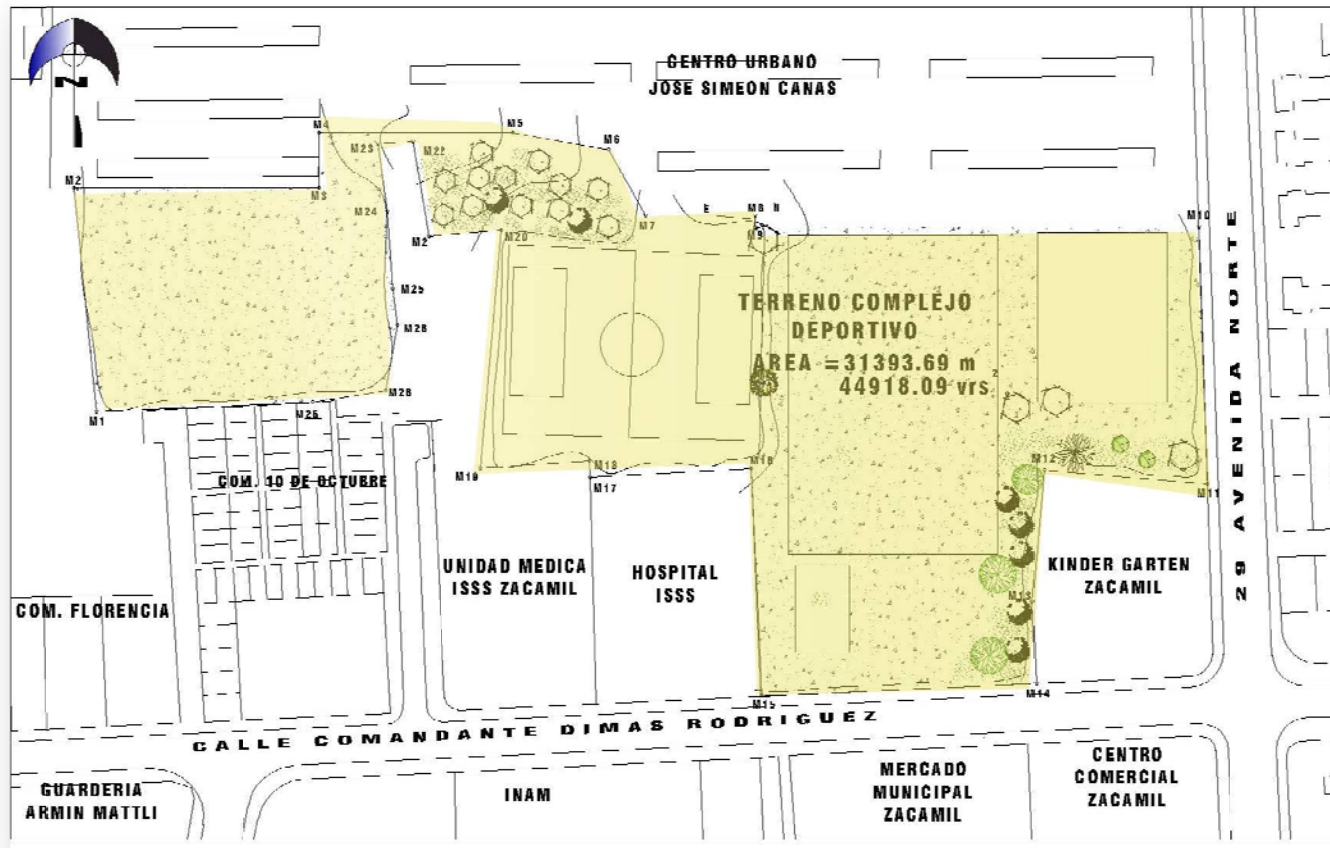 N
CENTRO URBANO
JOSE SIMEON CANAS
M4
M5
M6
M23
M22
M2
M3
M24
M7
E
M8
N
M9
M10
M2
M20
M25
M28
TERRENO COMPLEJO
DEPORTIVO
AREA = 31393.69 m 2
44918.09 vrs
M28
M1
M26
M19
M18
M17
M16
M12
M11
COM. 10 DE OCTUBRE
UNIDAD MEDICA
ISSS ZACAMIL
HOSPITAL
ISSS
KINDER GARTEN
ZACAMIL
29 AVENIDA NORTE
COM. FLORENCIA
M13
M14
M15
CALLE COMANDANTE DIMAS RODRIGUEZ
GUARDERIA
ARMIN MATTLI
INAM
MERCADO
MUNICIPAL
ZACAMIL
CENTRO
COMERCIAL
ZACAMIL